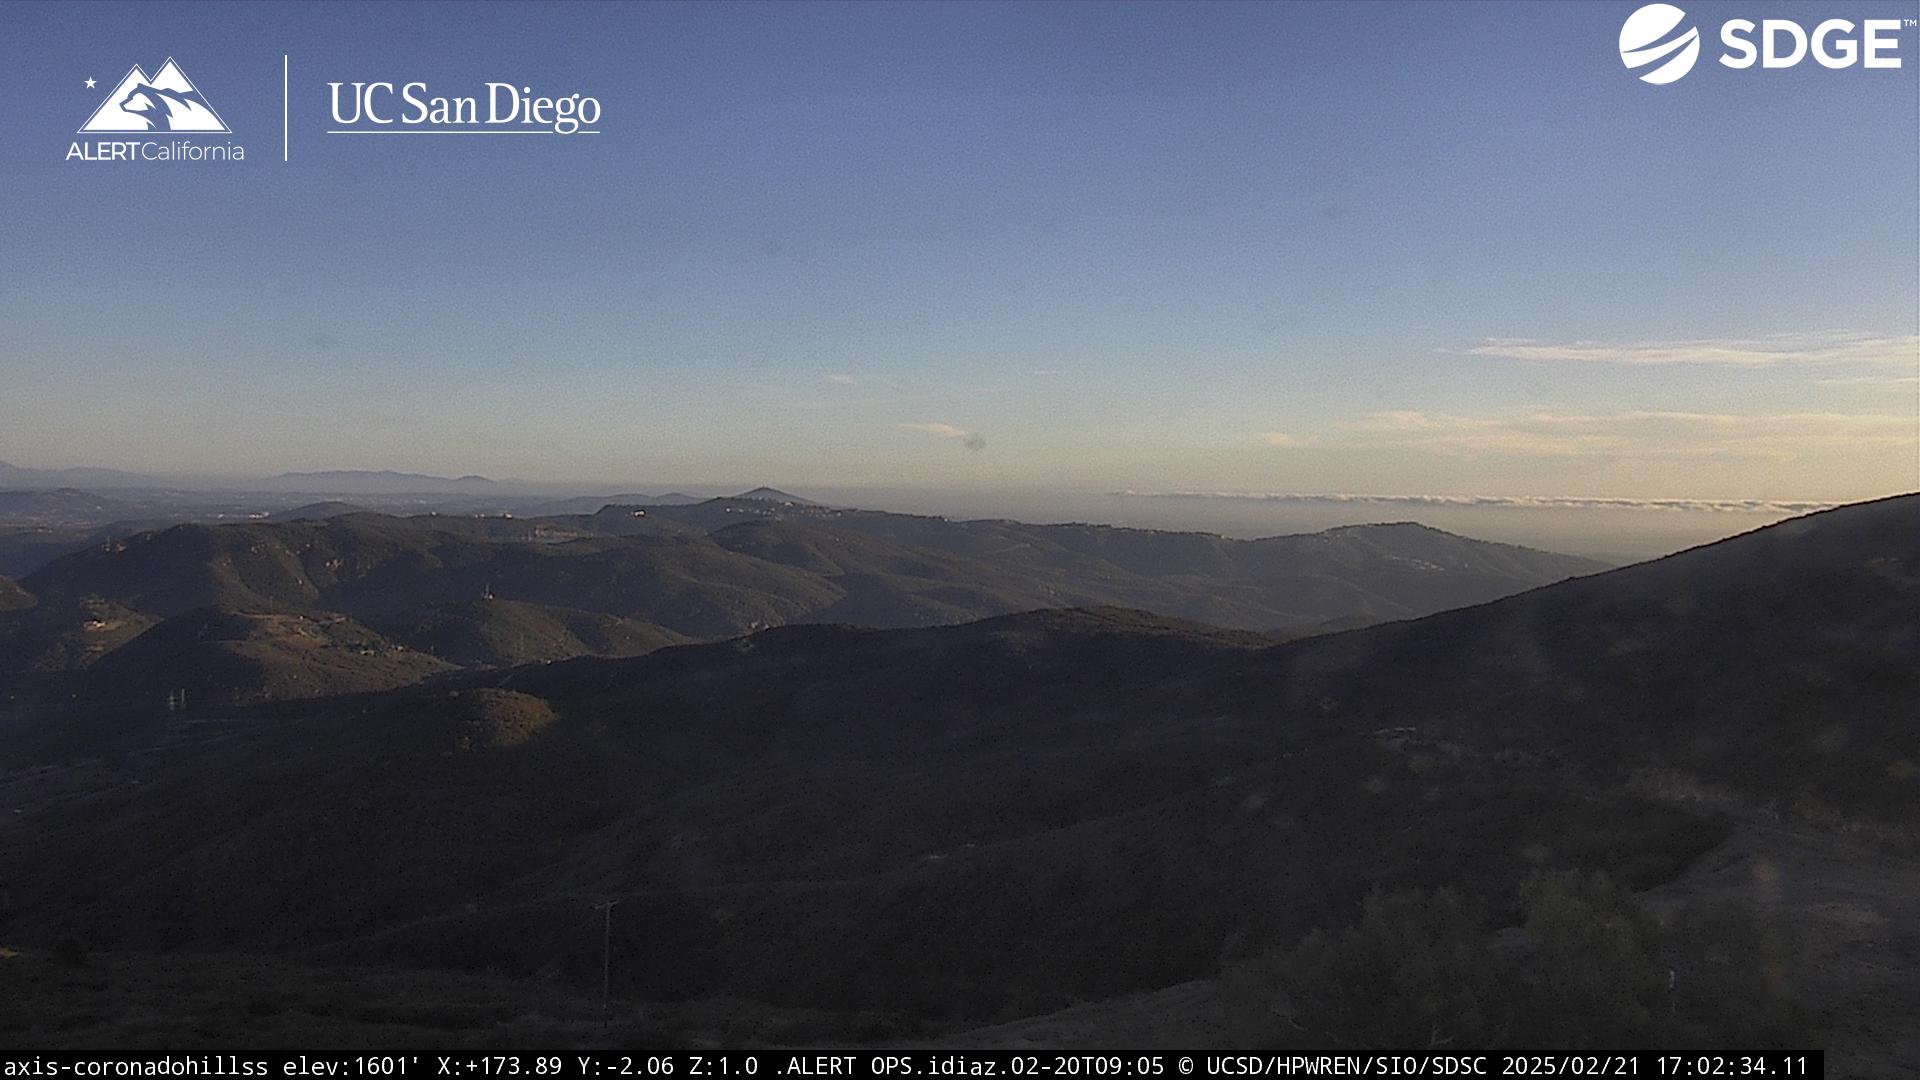 SDGE™
UC San Diego
ALERTCalifornia
axis-coronadohillss elev:1601' X:+173.89 Y:-2.06 Z:1.0 .ALERT OPS.idiaz.02-20T09:05 © UCSD/HPWREN/SIO/SDSC 2025/02/21 17:02:34.11